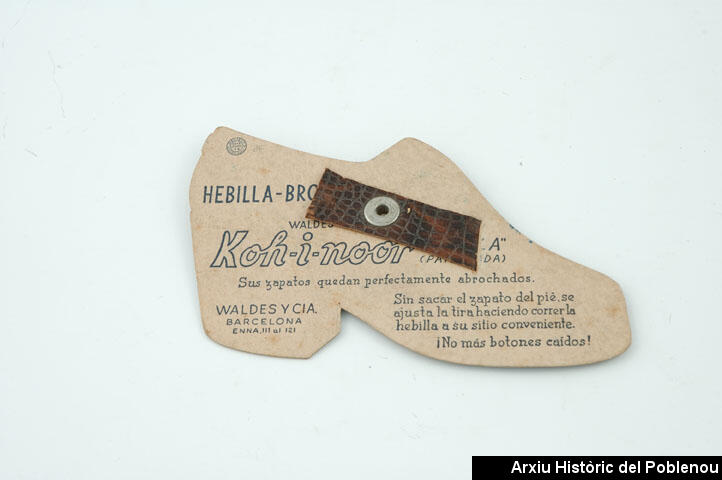 HEBILLA-BRO
WALDES
Koh-i-noor A"
(PA DA)
Sus zapatos quedan perfectamente abrochados.
WALDES Y CIA.
BARCELONA
ENNA, 111 al 121
Sin sacar el zapato del pié, se
ajusta la tira haciendo correr la
hebilla a su sitio conveniente.
¡No más botones caídos!
Arxiu Històric del Poblenou